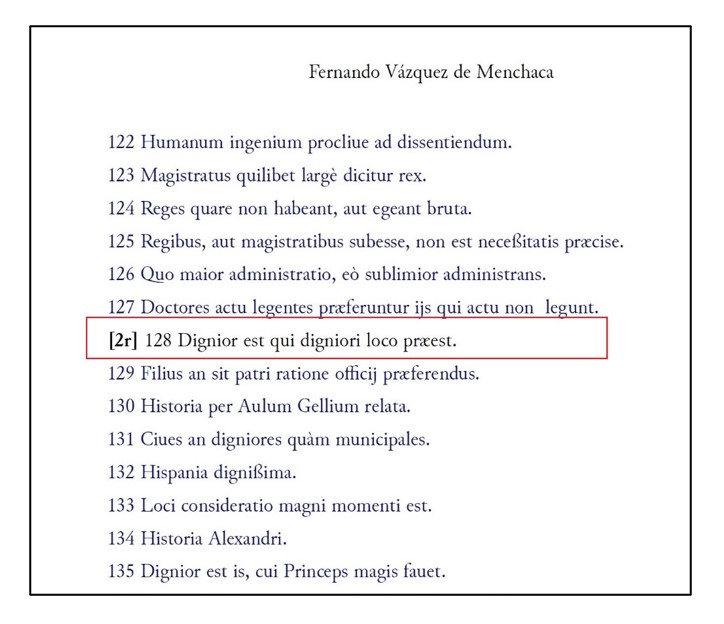 Fernando Vázquez de Menchaca
122 Humanum ingenium procliue ad dissentiendum.
123 Magistratus quilibet largè dicitur rex.
124 Reges quare non habeant, aut egeant bruta.
125 Regibus, aut magistratibus subesse, non est neceßitatis præcise.
126 Quo maior administratio, eò sublimior administrans.
127 Doctores actu legentes præferuntur ijs qui actu non legunt.
[2r] 128 Dignior est qui digniori loco præest.
129 Filius an sit patri ratione officij præferendus.
130 Historia per Aulum Gellium relata.
131 Ciues an digniores quàm municipales.
132 Hispania dignißima.
133 Loci consideratio magni momenti est.
134 Historia Alexandri.
135 Dignior est is, cui Princeps magis fauet.